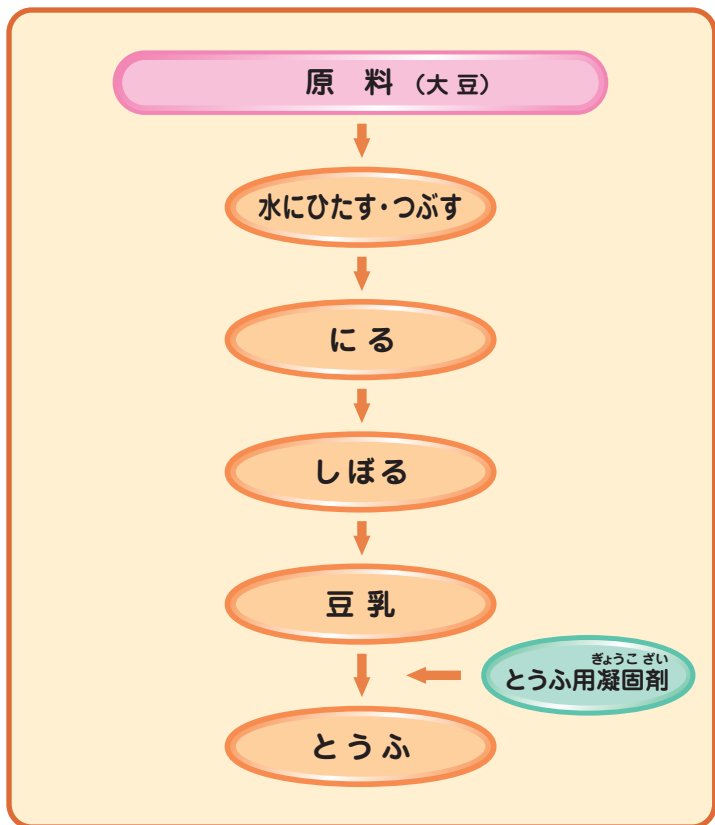 原　料（大 豆）
水にひたす・つぶす
に る
しぼる
豆 乳
ぎょうこ ざい
とうふ用凝固剤
と う ふ